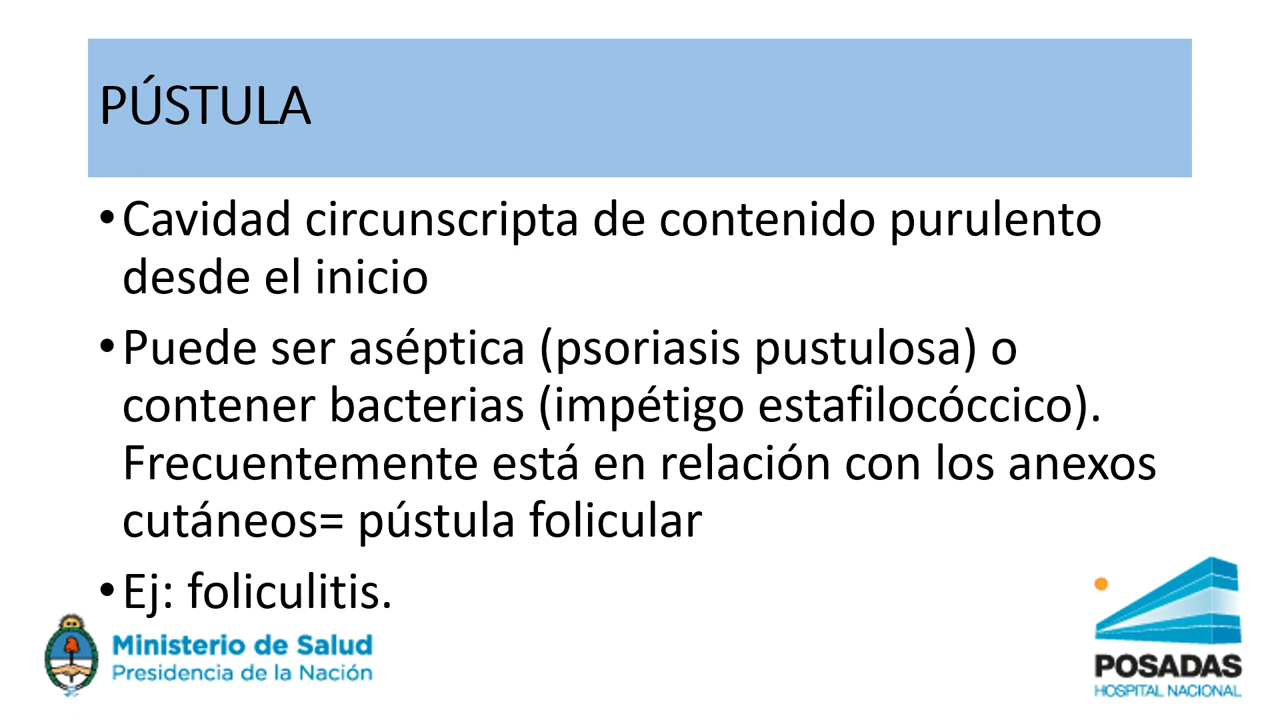 PÚSTULA
•Cavidad circunscripta de contenido purulento
desde el inicio
•Puede ser aséptica (psoriasis pustulosa) o
contener bacterias (impétigo estafilocóccico).
Frecuentemente está en relación con los anexos
cutáneos= pústula folicular
•Ej: foliculitis.
Ministerio de Salud
Presidencia de la Nación
POSADAS
HOSPITAL NACIONAL